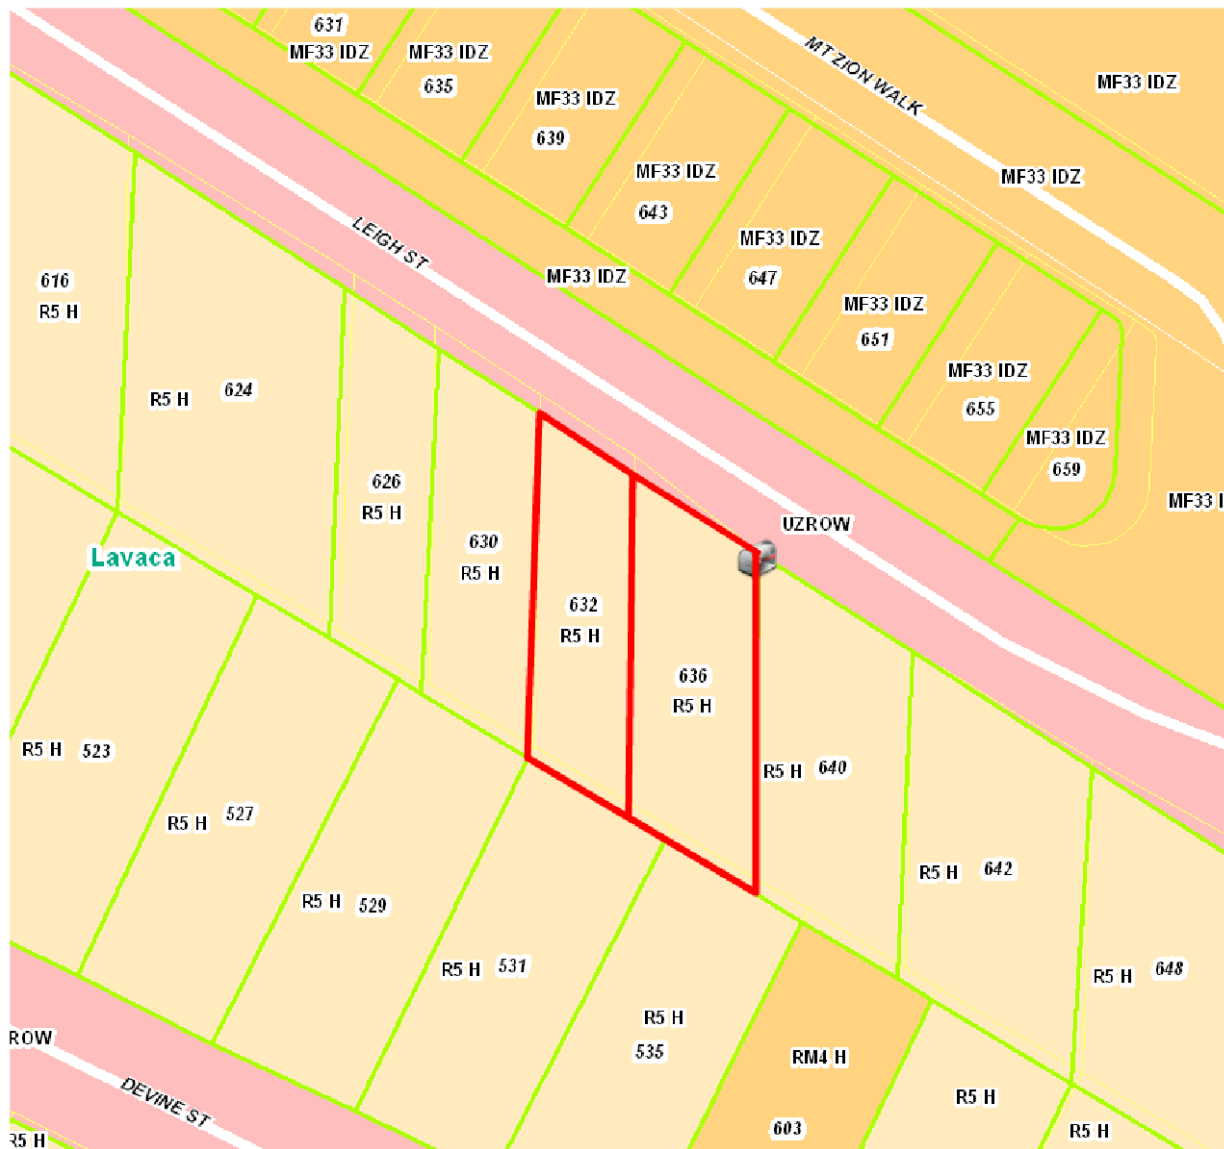 631
MF33 IDZ
MF33 IDZ
635
MF33 IDZ
639
MT ZION WALK
MF33 IDZ
MF33 IDZ
MF33 IDZ
643
LEIGH ST
MF33 IDZ
647
MF33 IDZ
616
R5 H
MF33 IDZ
651
R5 H 624
MF33 IDZ
655
MF33 IDZ
659
626
R5 H
MF33 I
UZROW
630
R5 H
Lavaca
632
R5 H
636
R5 H
R5 H 523
R5 H 640
R5 H 527
R5 H 642
R5 H 529
R5 H 531
R5 H 648
R5 H
535
ROW
RM4 H
DEVINE ST
R5 H
603
R5 H
R5 H